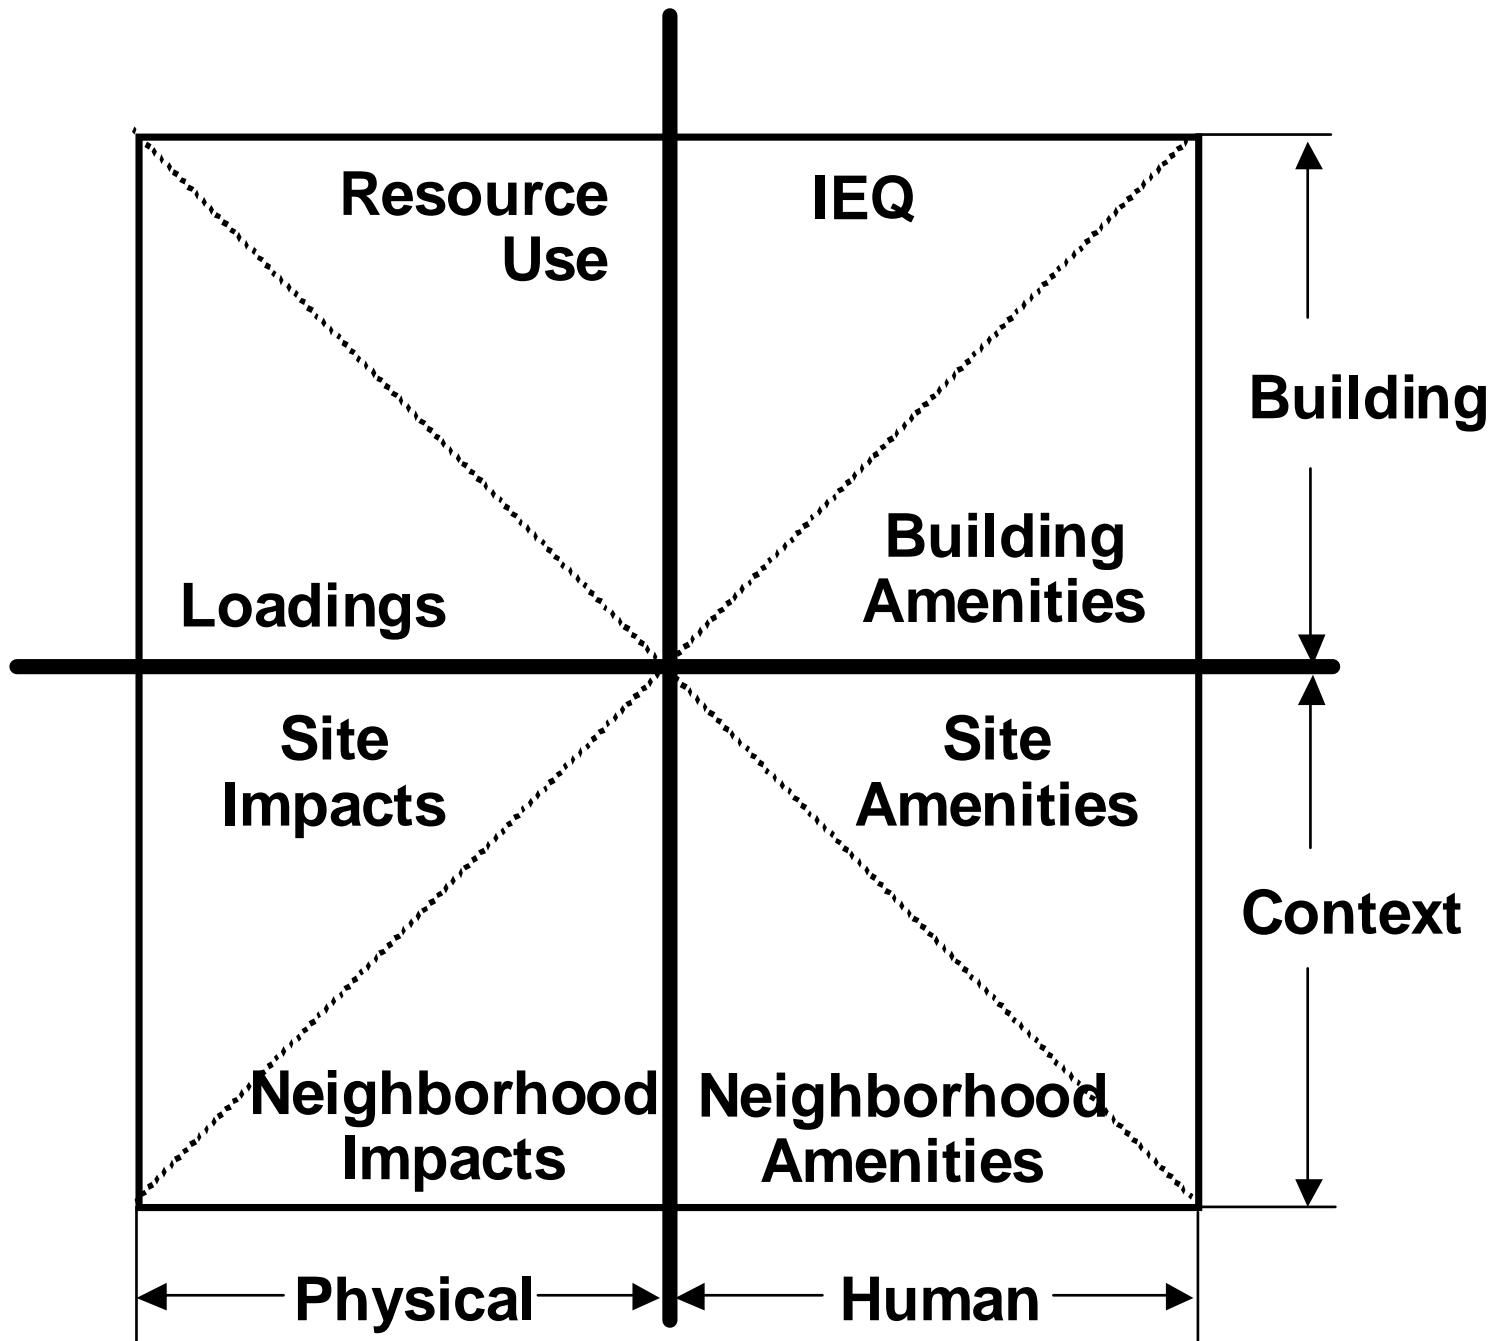 Resource
Use
IEQ
Building
Building
Amenities
Loadings
Site
Impacts
Site
Amenities
Context
Neighborhood
Impacts
Neighborhood
Amenities
Physical
Human